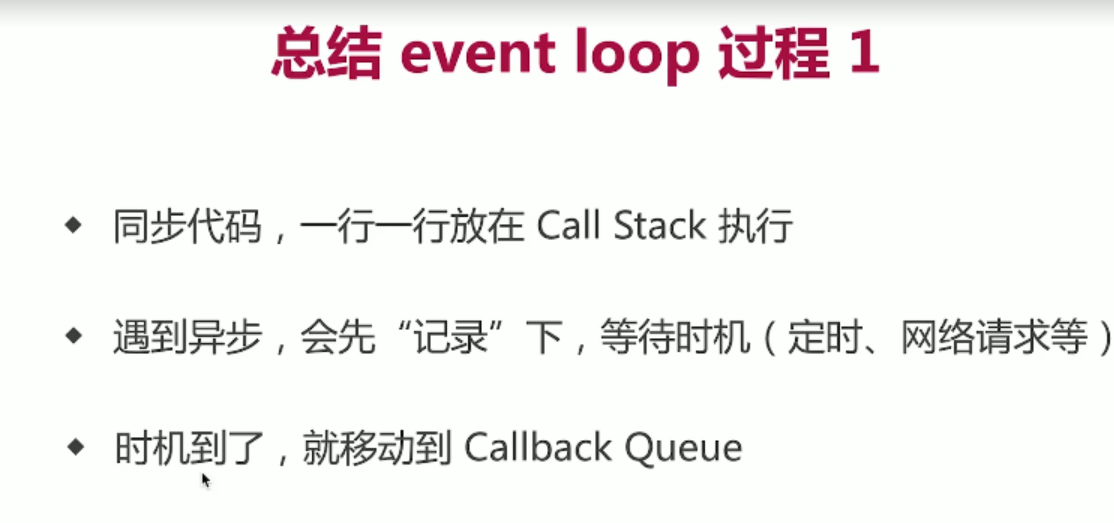 总结 event loop 过程 1
同步代码，一行一行放在 Call Stack 执行
遇到异步，会先“记录”下，等待时机（定时、网络请求等）
时机到了，就移动到 Callback Queue